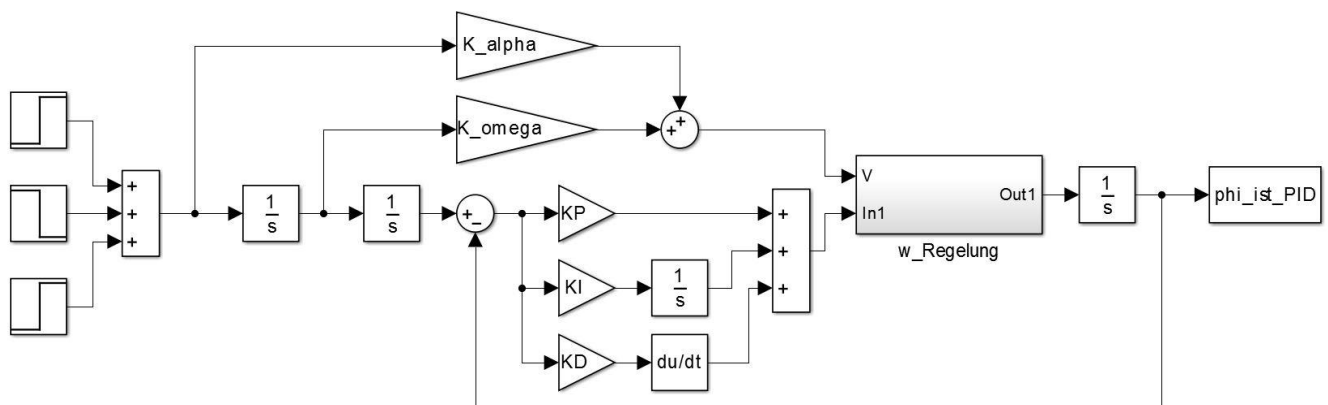 K_alpha
K_omega
+ +
+
+
+
1
s
1
s
+ -
KP
KI
1
s
KD
du/dt
+
+
+
V
In1
Out1
w_Regelung
1
s
phi_ist_PID